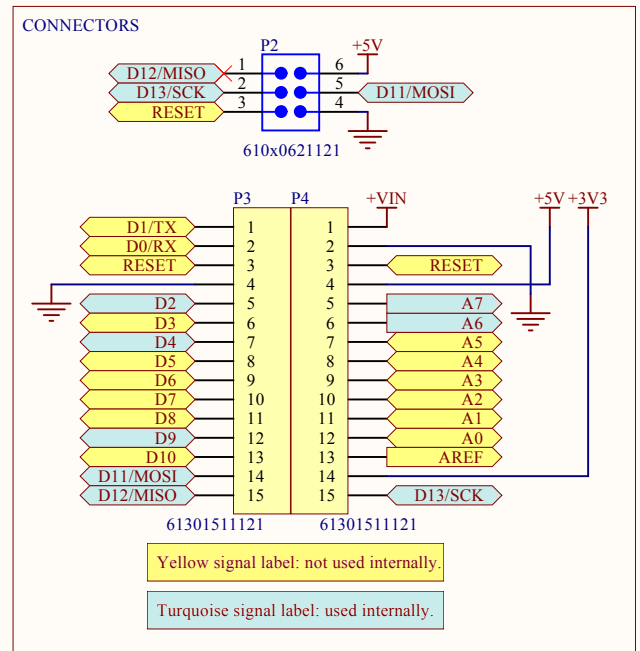 CONNECTORS
P2 +5V
D12/MISO 1 6
D13/SCK 2 5 D11/MOSI
RESET 3 4
610x0621121
P3 P4 +VIN +5V +3V3
D1/TX 1 1
D0/RX 2 2
RESET 3 3 RESET
4 4
D2 5 5 A7
D3 6 6 A6
D4 7 7 A5
D5 8 8 A4
D6 9 9 A3
D7 10 10 A2
D8 11 11 A1
D9 12 12 A0
D10 13 13 AREF
D11/MOSI 14 14
D12/MISO 15 15 D13/SCK
61301511121 61301511121
Yellow signal label: not used internally.
Turquoise signal label: used internally.